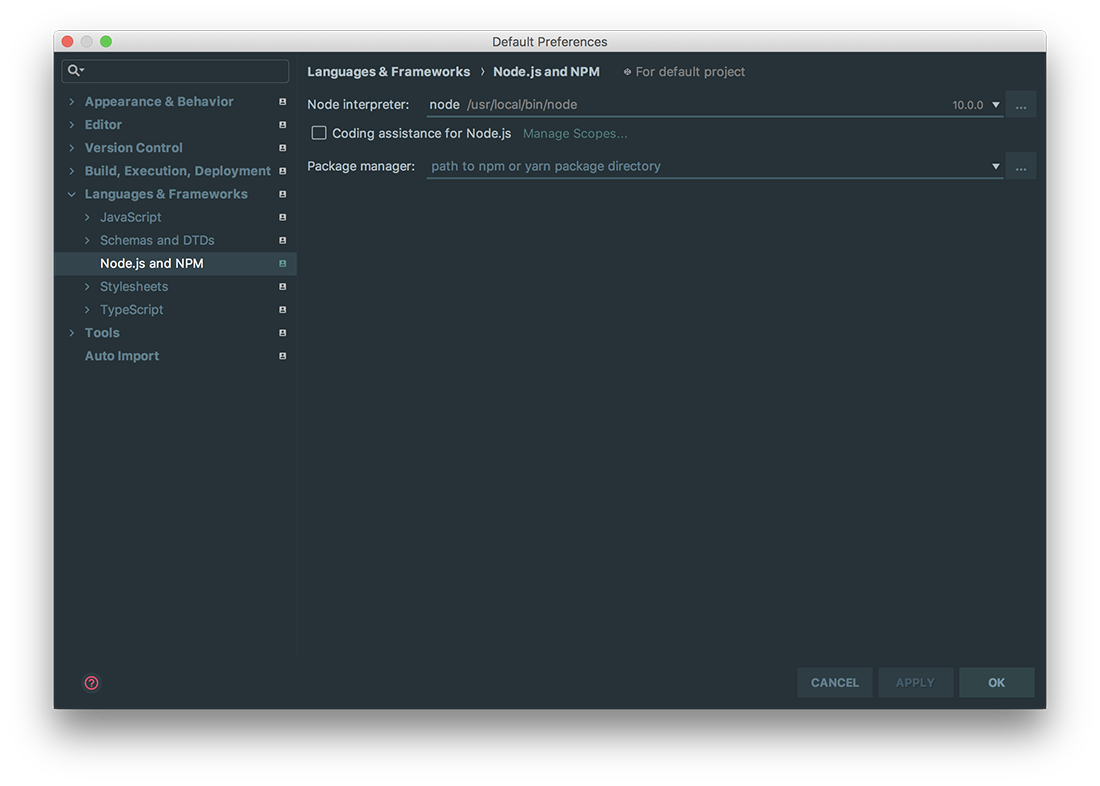 Default Preferences
Appearance & Behavior
Editor
Version Control
Build, Execution, Deployment
Languages & Frameworks
JavaScript
Schemas and DTDs
Node.js and NPM
Stylesheets
TypeScript
Tools
Auto Import
Languages & Frameworks › Node.js and NPM For default project
Node interpreter: node /usr/local/bin/node 10.0.0 ...
Coding assistance for Node.js Manage Scopes...
Package manager: path to npm or yarn package directory ...
? CANCEL APPLY OK